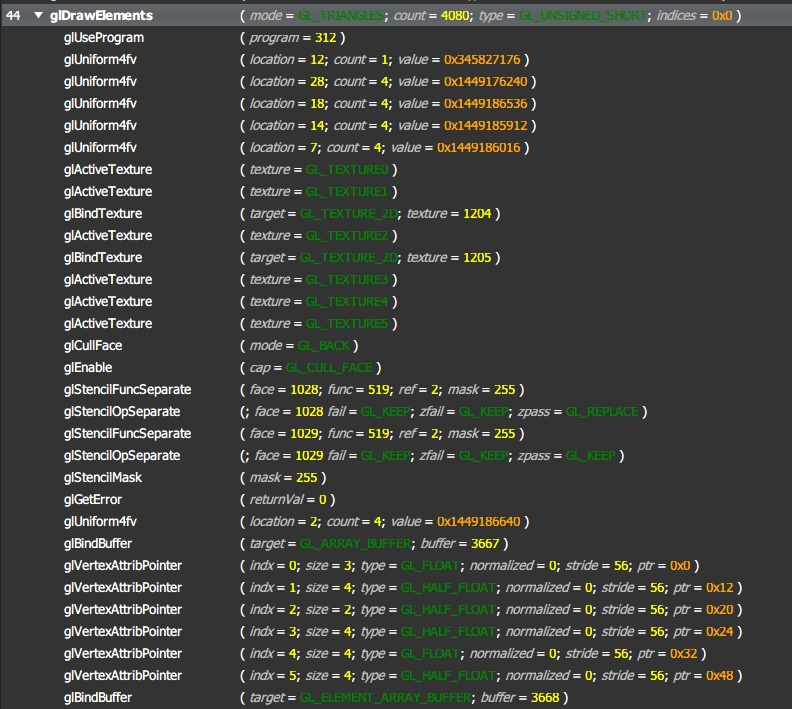 44 ▼ glDrawElements ( mode = GL_TRIANGLES; count = 4080; type = GL_UNSIGNED_SHORT; indices = 0x0 )
glUseProgram ( program = 312 )
glUniform4fv ( location = 12; count = 1; value = 0x345827176 )
glUniform4fv ( location = 28; count = 4; value = 0x1449176240 )
glUniform4fv ( location = 18; count = 4; value = 0x1449186536 )
glUniform4fv ( location = 14; count = 4; value = 0x1449185912 )
glUniform4fv ( location = 7; count = 4; value = 0x1449186016 )
glActiveTexture ( texture = GL_TEXTURE0 )
glActiveTexture ( texture = GL_TEXTURE1 )
glBindTexture ( target = GL_TEXTURE_2D; texture = 1204 )
glActiveTexture ( texture = GL_TEXTURE2 )
glBindTexture ( target = GL_TEXTURE_2D; texture = 1205 )
glActiveTexture ( texture = GL_TEXTURE3 )
glActiveTexture ( texture = GL_TEXTURE4 )
glActiveTexture ( texture = GL_TEXTURE5 )
glCullFace ( mode = GL_BACK )
glEnable ( cap = GL_CULL_FACE )
glStencilFuncSeparate ( face = 1028; func = 519; ref = 2; mask = 255 )
glStencilOpSeparate (; face = 1028 fail = GL_KEEP; zfail = GL_KEEP; zpass = GL_REPLACE )
glStencilFuncSeparate ( face = 1029; func = 519; ref = 2; mask = 255 )
glStencilOpSeparate (; face = 1029 fail = GL_KEEP; zfail = GL_KEEP; zpass = GL_KEEP )
glStencilMask ( mask = 255 )
glGetError ( returnVal = 0 )
glUniform4fv ( location = 2; count = 4; value = 0x1449186640 )
glBindBuffer ( target = GL_ARRAY_BUFFER; buffer = 3667 )
glVertexAttribPointer ( indx = 0; size = 3; type = GL_FLOAT; normalized = 0; stride = 56; ptr = 0x0 )
glVertexAttribPointer ( indx = 1; size = 4; type = GL_HALF_FLOAT; normalized = 0; stride = 56; ptr = 0x12 )
glVertexAttribPointer ( indx = 2; size = 2; type = GL_HALF_FLOAT; normalized = 0; stride = 56; ptr = 0x20 )
glVertexAttribPointer ( indx = 3; size = 4; type = GL_HALF_FLOAT; normalized = 0; stride = 56; ptr = 0x24 )
glVertexAttribPointer ( indx = 4; size = 4; type = GL_FLOAT; normalized = 0; stride = 56; ptr = 0x32 )
glVertexAttribPointer ( indx = 5; size = 4; type = GL_HALF_FLOAT; normalized = 0; stride = 56; ptr = 0x48 )
glBindBuffer ( target = GL_ELEMENT_ARRAY_BUFFER; buffer = 3668 )